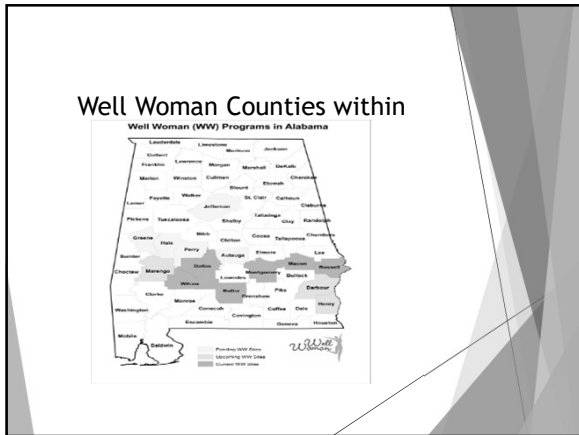 Well Woman Counties within
Well Woman (WW) Programs in Alabama
Lauderdale Limestone Madison Jackson
Colbert
Franklin Lawrence Morgan Marshall DeKalb
Marion Winston Cullman Cherokee
Blount Etowah
Lamar Fayette Walker Jefferson St. Clair Calhoun
Cleburne
Pickens Tuscaloosa Shelby Talladega Clay Randolph
Greene Hale Bibb Chilton Coosa Tallapoosa Chambers
Sumter Perry Autauga Elmore Lee
Choctaw Marengo Dallas Lowndes Montgomery Macon Russell
Bullock
Wilcox Butler Crenshaw Pike Barbour
Clarke Monroe Henry
Washington Conecuh Covington Coffee Dale
Escambia Geneva Houston
Mobile Baldwin
Pending WW Sites
Upcoming WW Sites
Current WW Sites
Well
Woman